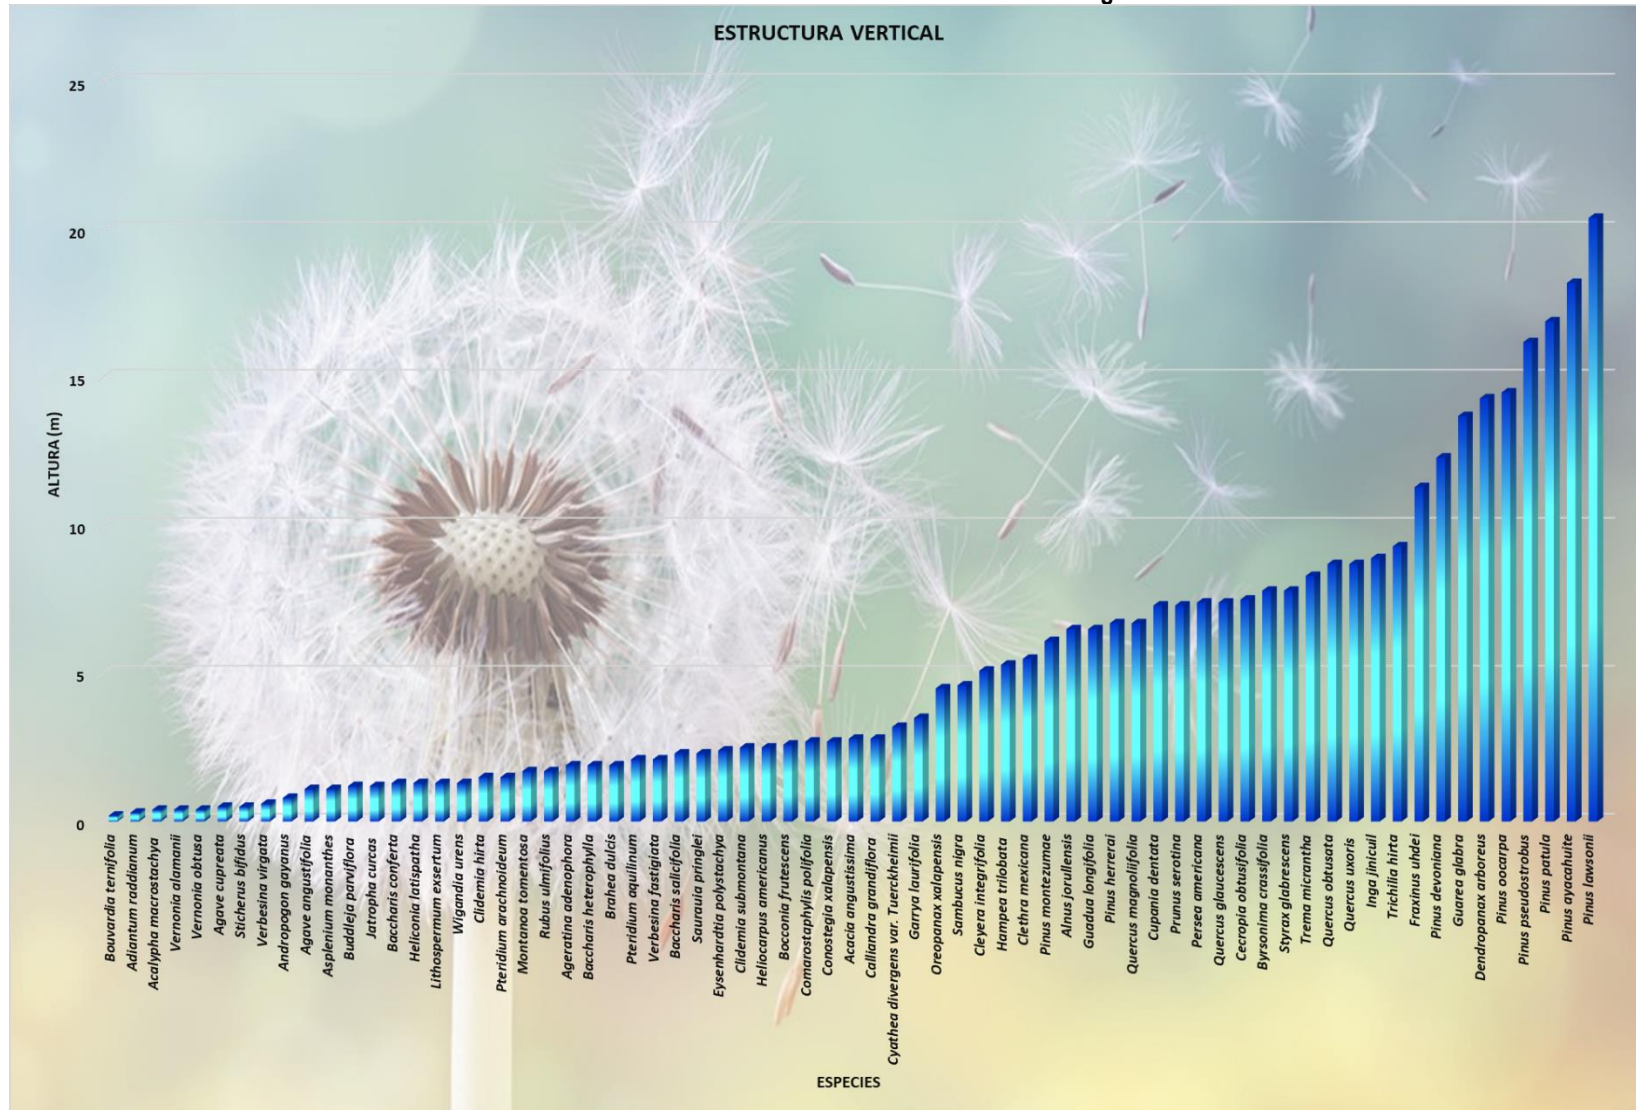 g
ESTRUCTURA VERTICAL
25
20
15
10
5
0
ALTURA (m)
Bouvardia ternifolia
Adiantum raddianum
Acalypha macrostachya
Vernonia alamanii
Vernonia obtusa
Agave cupreata
Sticherus bifidus
Verbesina virgata
Andropogon gayanus
Agave angustifolia
Asplenium monanthes
Buddleja parviflora
Jatropha curcas
Baccharis conferta
Heliconia latispatha
Lithospermum exsertum
Wigandia urens
Clidemia hirta
Pteridium arachnoideum
Montanoa tomentosa
Rubus ulmifolius
Ageratina adenophora
Baccharis heterophylla
Brahea dulcis
Pteridium aquilinum
Verbesina fastigiata
Baccharis salicifolia
Saurauia pringlei
Eysenhardtia polystachya
Clidemia submontana
Heliocarpus americanus
Bocconia frutescens
Comarostaphylis polifolia
Conostegia xalapensis
Acacia angustissima
Calliandra grandiflora
Cyathea divergens var. Tuerckheimii
Garrya laurifolia
Oreopanax xalapensis
Sambucus nigra
Cleyera integrifolia
Hampea trilobata
Clethra mexicana
Pinus montezumae
Alnus jorullensis
Guadua longifolia
Pinus herrerai
Quercus magnoliifolia
Cupania dentata
Prunus serotina
Persea americana
Quercus glaucescens
Cecropia obtusifolia
Byrsonima crassifolia
Styrax glabrescens
Trema micrantha
Quercus obtusata
Quercus uxoris
Inga jinicuil
Trichilia hirta
Fraxinus uhdei
Pinus devoniana
Guarea glabra
Dendropanax arboreus
Pinus oocarpa
Pinus pseudostrobus
Pinus patula
Pinus ayacahuite
Pinus lawsonii
ESPECIES